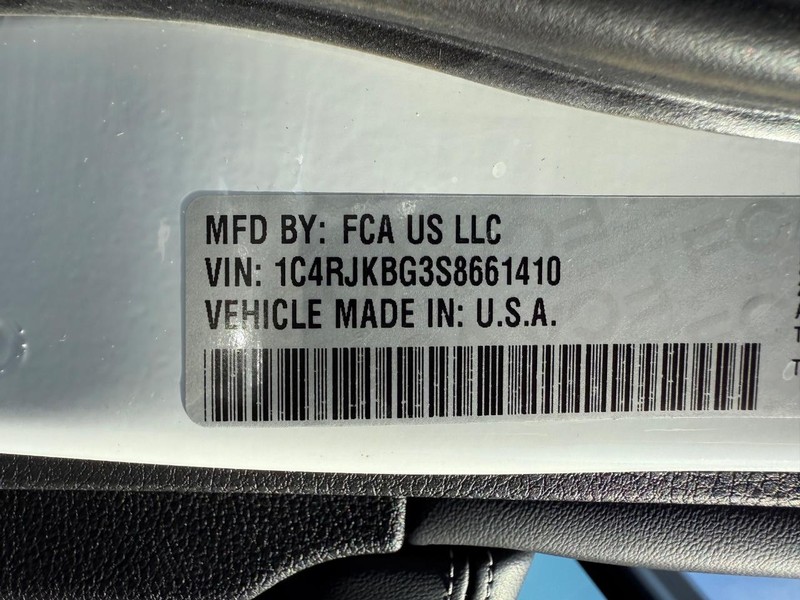 MFD BY: FCA US LLC
VIN: 1C4RJKBG3S8661410
VEHICLE MADE IN: U.S.A.